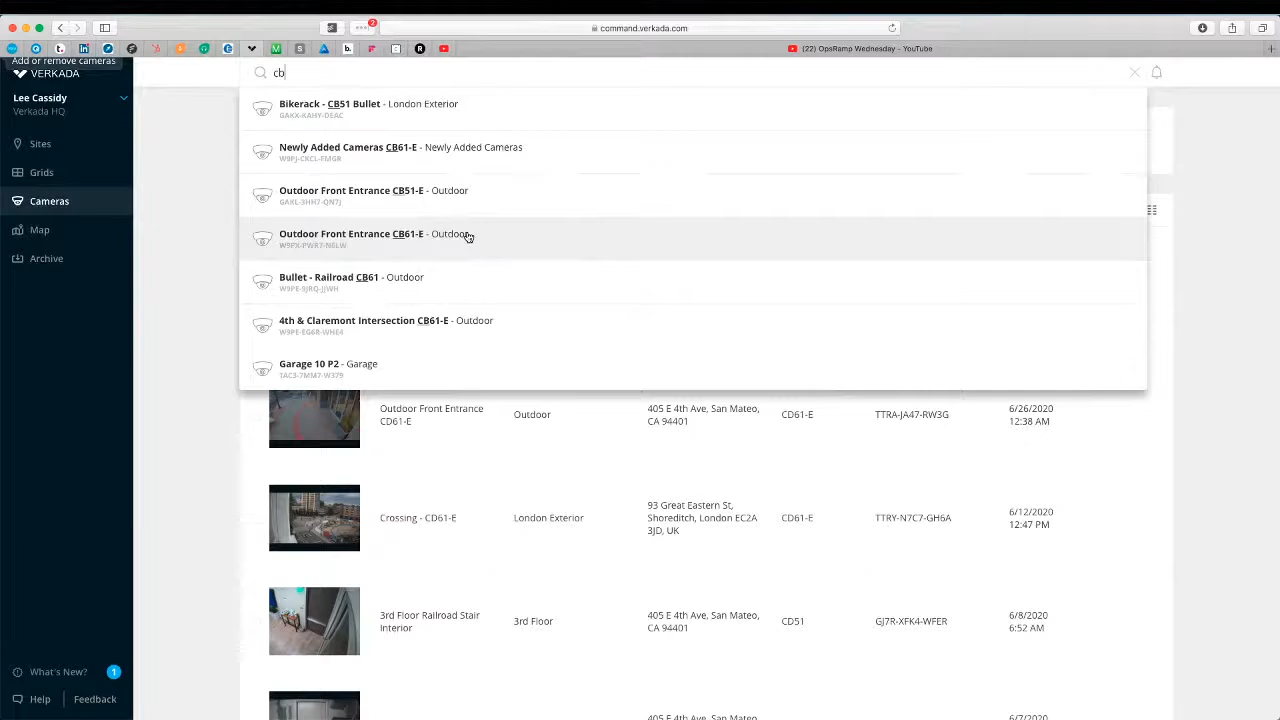 2
command.verkada.com
(22) OpsRamp Wednesday - YouTube
Add or remove cameras
VERKADA
cb
Lee Cassidy
Verkada HQ
Sites
Grids
Cameras
Map
Archive
What's New? 1
Help Feedback
Bikerack - CB51 Bullet - London Exterior
GAKX-KAHY-DEAC
Newly Added Cameras CB61-E - Newly Added Cameras
W9PJ-CKCL-FMGR
Outdoor Front Entrance CB51-E - Outdoor
GAKL-3HH7-QN7J
Outdoor Front Entrance CB61-E - Outdoor
W9PX-PWR7-N6LW
Bullet - Railroad CB61 - Outdoor
W9PE-9JRQ-JJWH
4th & Claremont Intersection CB61-E - Outdoor
W9PE-EG6R-WHE4
Garage 10 P2 - Garage
1AC3-7MM7-W379
Outdoor Front Entrance
CD61-E
Outdoor
405 E 4th Ave, San Mateo,
CA 94401
CD61-E
TTRA-JA47-RW3G
6/26/2020
12:38 AM
Crossing - CD61-E
London Exterior
93 Great Eastern St,
Shoreditch, London EC2A
3JD, UK
CD61-E
TTRY-N7C7-GH6A
6/12/2020
12:47 PM
3rd Floor Railroad Stair
Interior
3rd Floor
405 E 4th Ave, San Mateo,
CA 94401
CD51
GJ7R-XFK4-WFER
6/8/2020
6:52 AM
405 E 4th Ave, San Mateo,
6/7/2020